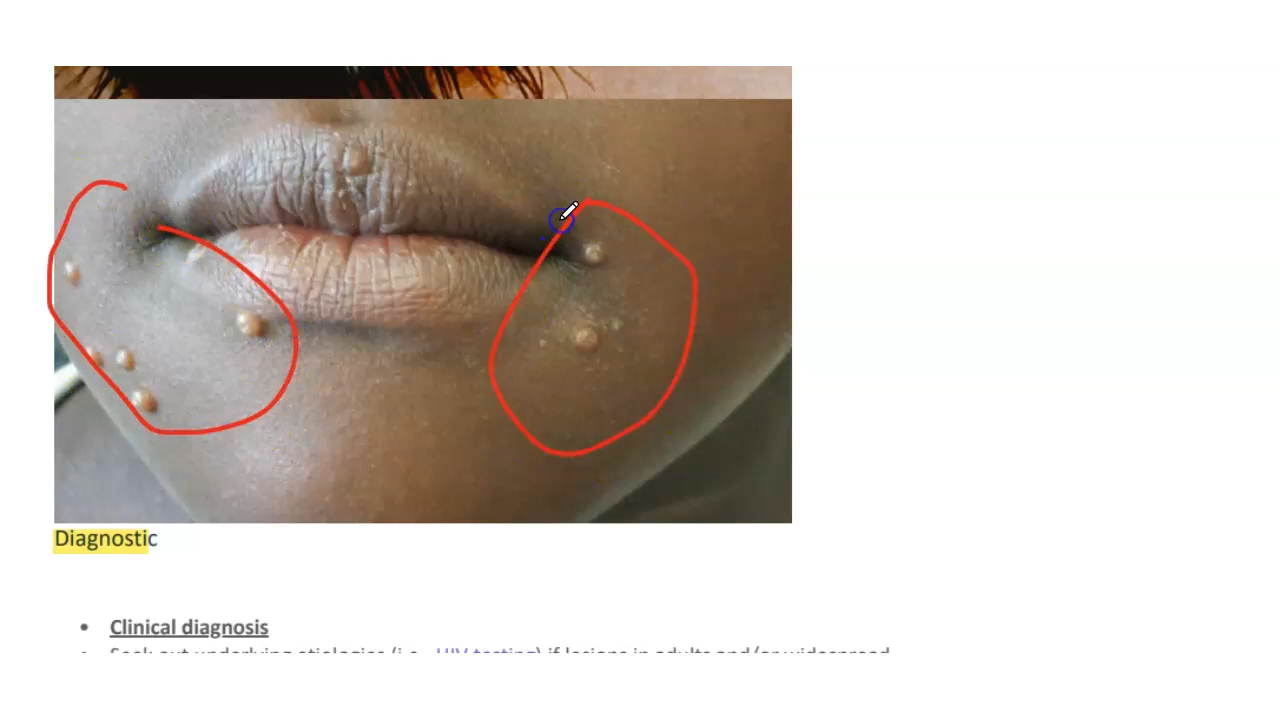 Diagnostic
Clinical diagnosis
Seek out underlying etiologies (i.e., HIV testing) if lesions in adults and/or widespread